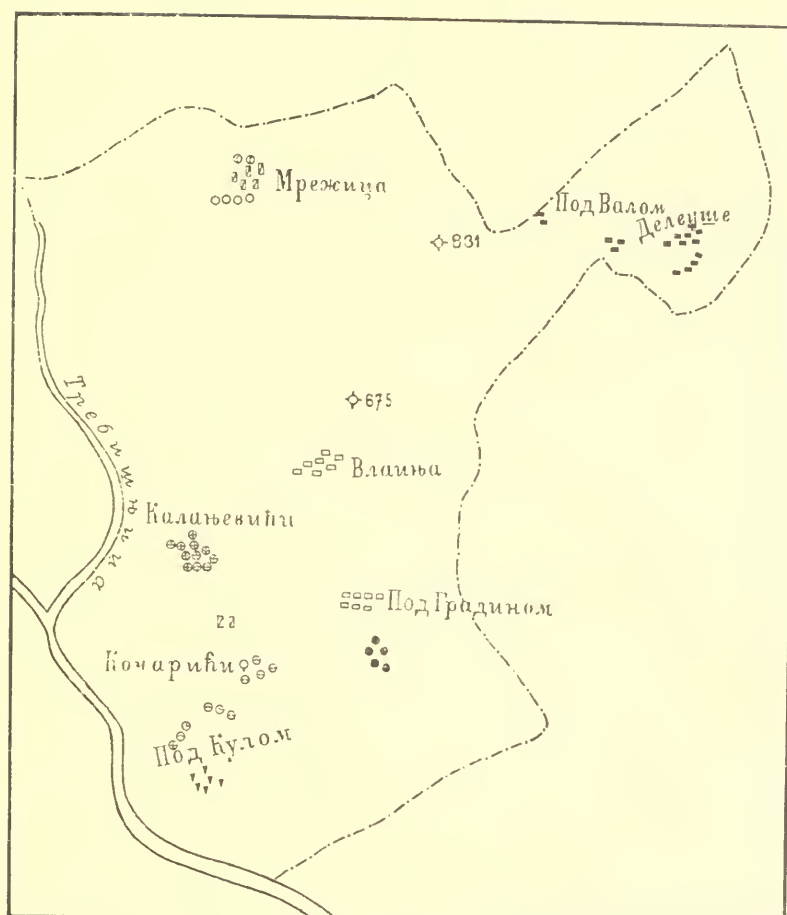 Мрежица
Под Валом
Делеуше
831
675
Требишњица
Влаиња
Калањевићи
Под Градином
Кочарићи
Под Кулом